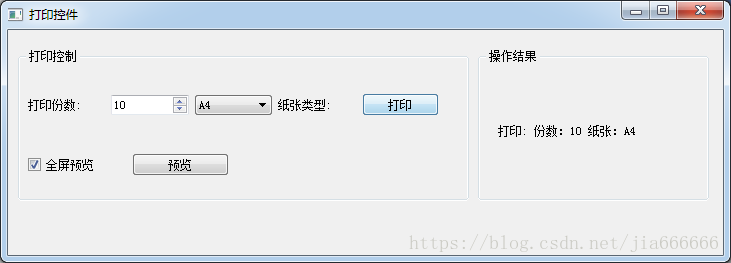 打印控件
打印控制
打印份数: 10 A4 纸张类型: 打印
全屏预览 预览
操作结果
打印: 份数: 10 纸张: A4
https://blog.csdn.net/jia666666